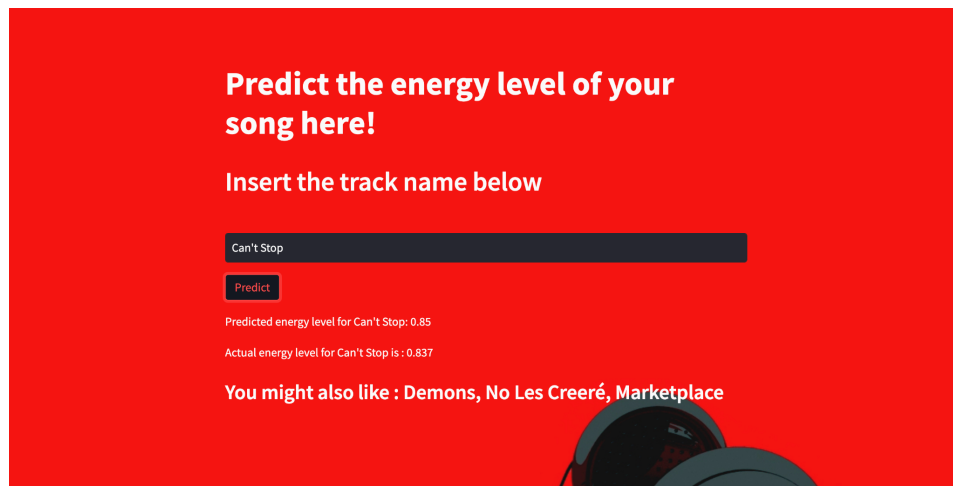 Predict the energy level of your
song here!
Insert the track name below
Can't Stop
Predict
Predicted energy level for Can't Stop: 0.85
Actual energy level for Can't Stop is : 0.837
You might also like : Demons, No Les Creeré, Marketplace